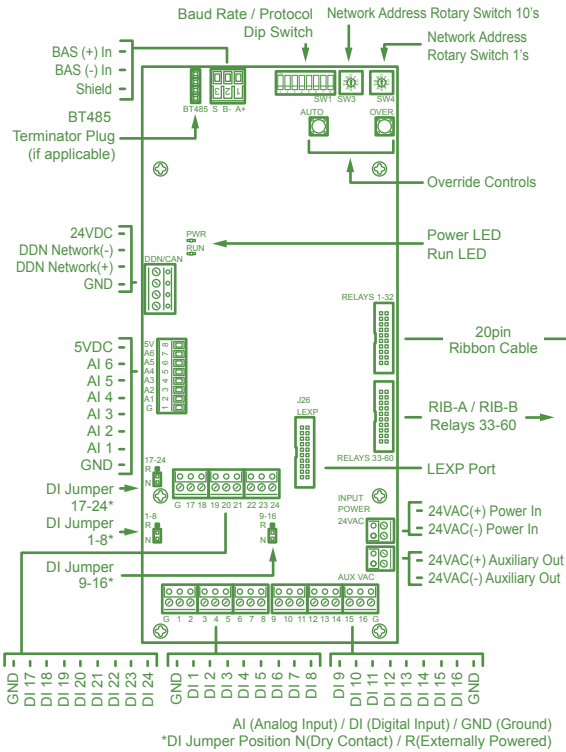 Baud Rate / Protocol
Dip Switch
Network Address Rotary Switch 10's
Network Address
Rotary Switch 1's
BAS (+) In
BAS (-) In
Shield
BT485
Terminator Plug
(if applicable)
BT485
3 2 1
S B- A+
SW1
SW3
SW4
AUTO
OVER
Override Controls
24VDC
DDN Network(-)
DDN Network(+)
GND
PWR
RUN
DDN/CAN
Power LED
Run LED
RELAYS 1-32
20pin
Ribbon Cable
5VDC
AI 6
AI 5
AI 4
AI 3
AI 2
AI 1
GND
5V 8
A6 7
A5 6
A4 5
A3 4
A2 3
A1 2
G 1
J26
LEXP
RIB-A / RIB-B
Relays 33-60
RELAYS 33-60
LEXP Port
DI Jumper
17-24*
17-24
R
N
DI Jumper
1-8*
1-8
R
N
DI Jumper
9-16*
9-16
R
N
G 17 18 19 20 21 22 23 24
INPUT
POWER
24VAC
24VAC(+) Power In
24VAC(-) Power In
24VAC(+) Auxiliary Out
24VAC(-) Auxiliary Out
AUX VAC
G 1 2 3 4 5 6 7 8 9 10 11 12 13 14 15 16 G
GND
DI 17
DI 18
DI 19
DI 20
DI 21
DI 22
DI 23
DI 24
GND
DI 1
DI 2
DI 3
DI 4
DI 5
DI 6
DI 7
DI 8
DI 9
DI 10
DI 11
DI 12
DI 13
DI 14
DI 15
DI 16
GND
AI (Analog Input) / DI (Digital Input) / GND (Ground)
*DI Jumper Position N(Dry Contact) / R(Externally Powered)